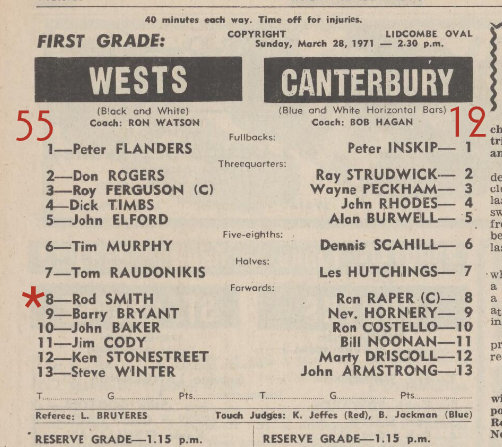 40 minutes each way. Time off for injuries.
FIRST GRADE: COPYRIGHT LIDCOMBE OVAL
Sunday, March 28, 1971 — 2.30 p.m.
WESTS CANTERBURY
(Black and White) (Blue and White Horizontal Bars)
Coach: RON WATSON Coach: BOB HAGAN
55 12
Fullbacks:
1—Peter FLANDERS Peter INSKIP— 1
Threequarters:
2—Don ROGERS Ray STRUDWICK— 2
3—Roy FERGUSON (C) Wayne PECKHAM— 3
4—Dick TIMBS John RHODES— 4
5—John ELFORD Alan BURWELL— 5
Five-eighths:
6—Tim MURPHY Dennis SCAHILL— 6
Halves:
7—Tom RAUDONIKIS Les HUTCHINGS— 7
Forwards:
*8—Rod SMITH Ron RAPER (C)— 8
9—Barry BRYANT Nev. HORNERY— 9
10—John BAKER Ron COSTELLO—10
11—Jim CODY Bill NOONAN—11
12—Ken STONESTREET Marty DRISCOLL—12
13—Steve WINTER John ARMSTRONG—13
T............ G............ Pts............ T............ G............ Pts............
Referee: L. BRUYERES Touch Judges: K. Jeffes (Red), B. Jackman (Blue)
RESERVE GRADE—1.15 p.m. RESERVE GRADE—1.15 p.m.